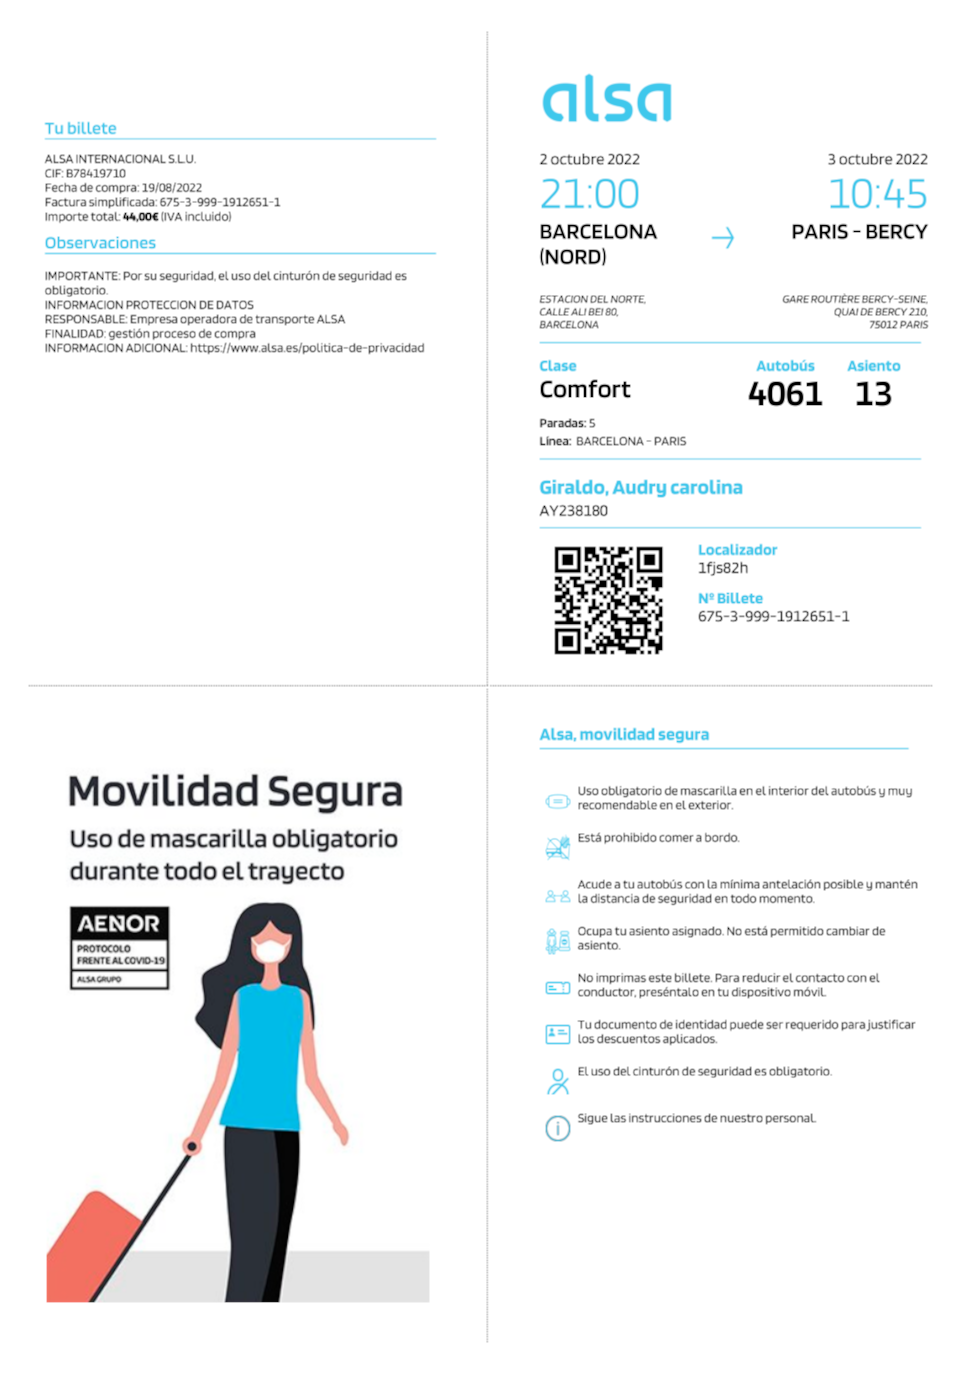 Tu billete
ALSA INTERNACIONAL S.L.U.
CIF: B78419710
Fecha de compra: 19/08/2022
Factura simplificada: 675-3-999-1912651-1
Importe total: 44,00€ (IVA incluido)
Observaciones
IMPORTANTE: Por su seguridad, el uso del cinturón de seguridad es
obligatorio.
INFORMACION PROTECCION DE DATOS
RESPONSABLE: Empresa operadora de transporte ALSA
FINALIDAD: gestión proceso de compra
INFORMACION ADICIONAL: https://www.alsa.es/politica-de-privacidad
alsa
2 octubre 2022 3 octubre 2022
21:00 10:45
BARCELONA → PARIS - BERCY
(NORD)
ESTACION DEL NORTE, GARE ROUTIÈRE BERCY-SEINE,
CALLE ALI BEI 80, QUAI DE BERCY 210,
BARCELONA 75012 PARIS
Clase Autobús Asiento
Comfort 4061 13
Paradas: 5
Línea: BARCELONA - PARIS
Giraldo, Audry carolina
AY238180
Localizador
1fjs82h
Nº Billete
675-3-999-1912651-1
Movilidad Segura
Uso de mascarilla obligatorio
durante todo el trayecto
AENOR
PROTOCOLO
FRENTE AL COVID-19
ALSA GRUPO
Alsa, movilidad segura
Uso obligatorio de mascarilla en el interior del autobús y muy
recomendable en el exterior.
Está prohibido comer a bordo.
Acude a tu autobús con la mínima antelación posible y mantén
la distancia de seguridad en todo momento.
Ocupa tu asiento asignado. No está permitido cambiar de
asiento.
No imprimas este billete. Para reducir el contacto con el
conductor, preséntalo en tu dispositivo móvil.
Tu documento de identidad puede ser requerido para justificar
los descuentos aplicados.
El uso del cinturón de seguridad es obligatorio.
Sigue las instrucciones de nuestro personal.